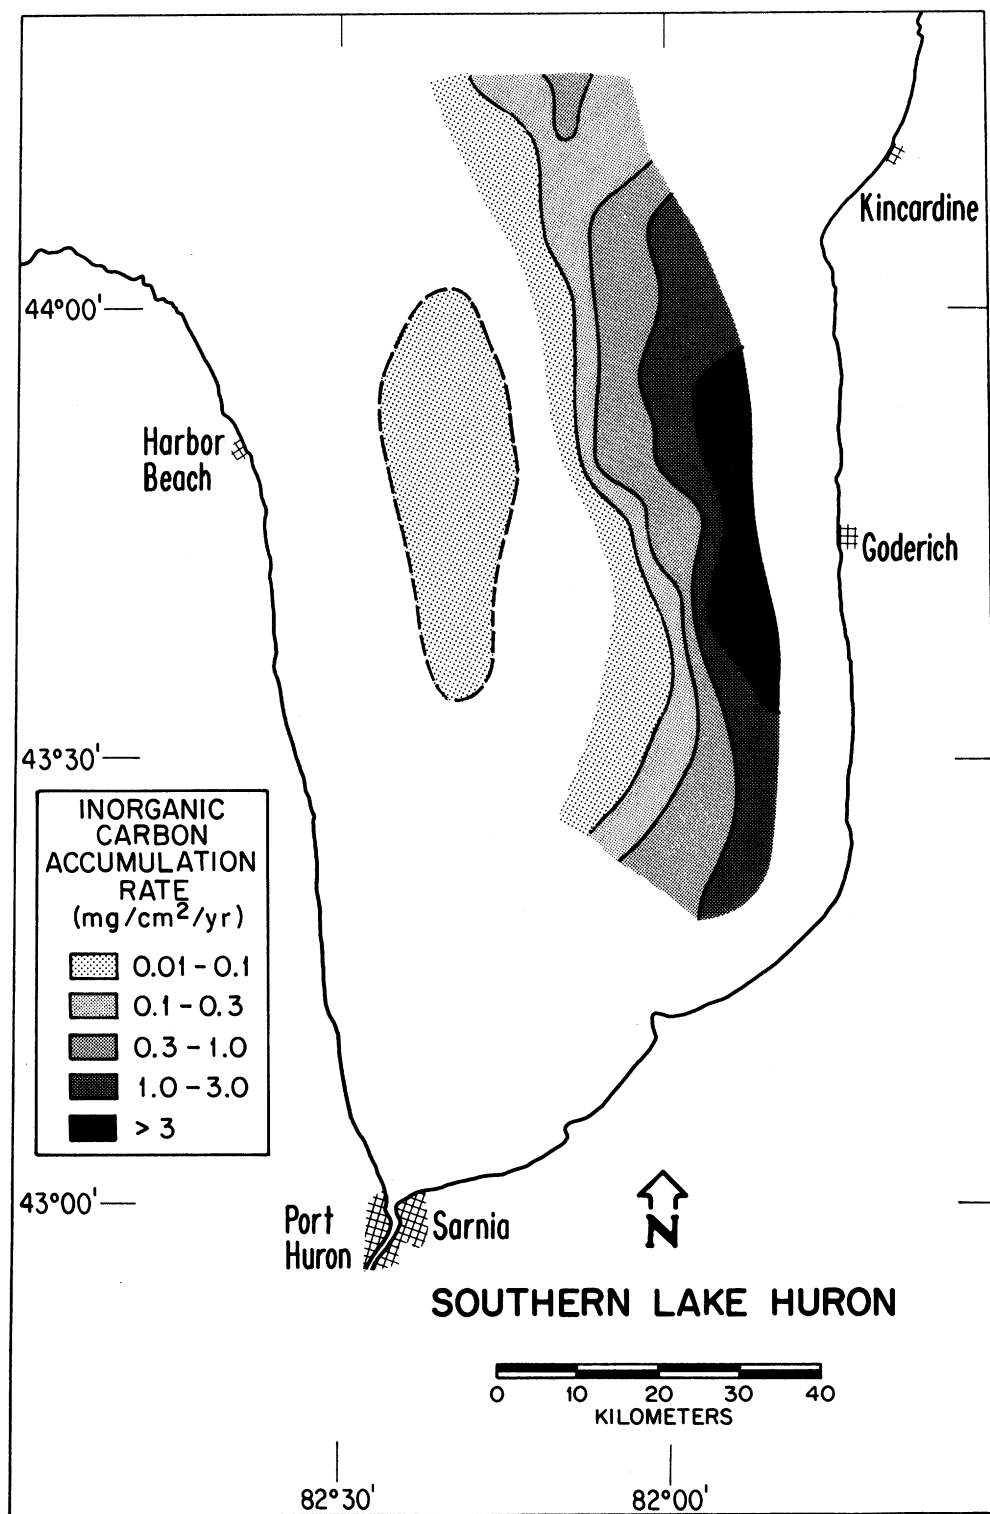 Kincardine
44°00'
Harbor
Beach
Goderich
43°30'
INORGANIC
CARBON
ACCUMULATION
RATE
(mg/cm²/yr)
0.01-0.1
0.1-0.3
0.3-1.0
1.0-3.0
>3
43°00'
Port
Huron
Sarnia
N
SOUTHERN LAKE HURON
0 10 20 30 40
KILOMETERS
82°30' 82°00'